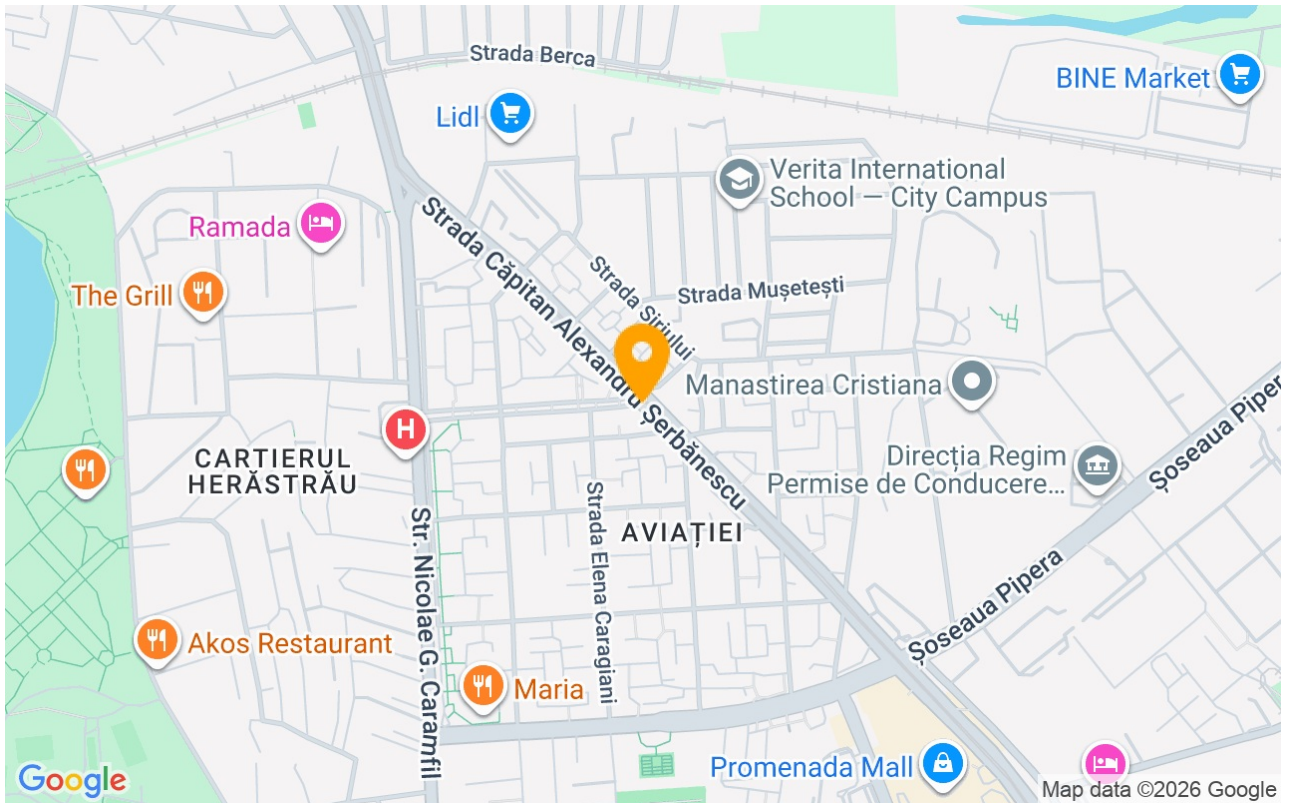 Strada Berca
BINE Market
Lidl
Verita International
School — City Campus
Strada Căpitan Alexandru Șerbănescu
Ramada
Strada Siriului
The Grill
Strada Mușetești
Manastirea Cristiana
H
CARTIERUL
HERĂSTRĂU
Direcția Regim
Permise de Conducere...
Șoseaua Pipera
Str. Nicolae G. Caramfil
Strada Elena Caragiani
AVIAȚIEI
Șoseaua Pipera
Akos Restaurant
Maria
Promenada Mall
Google
Map data ©2026 Google